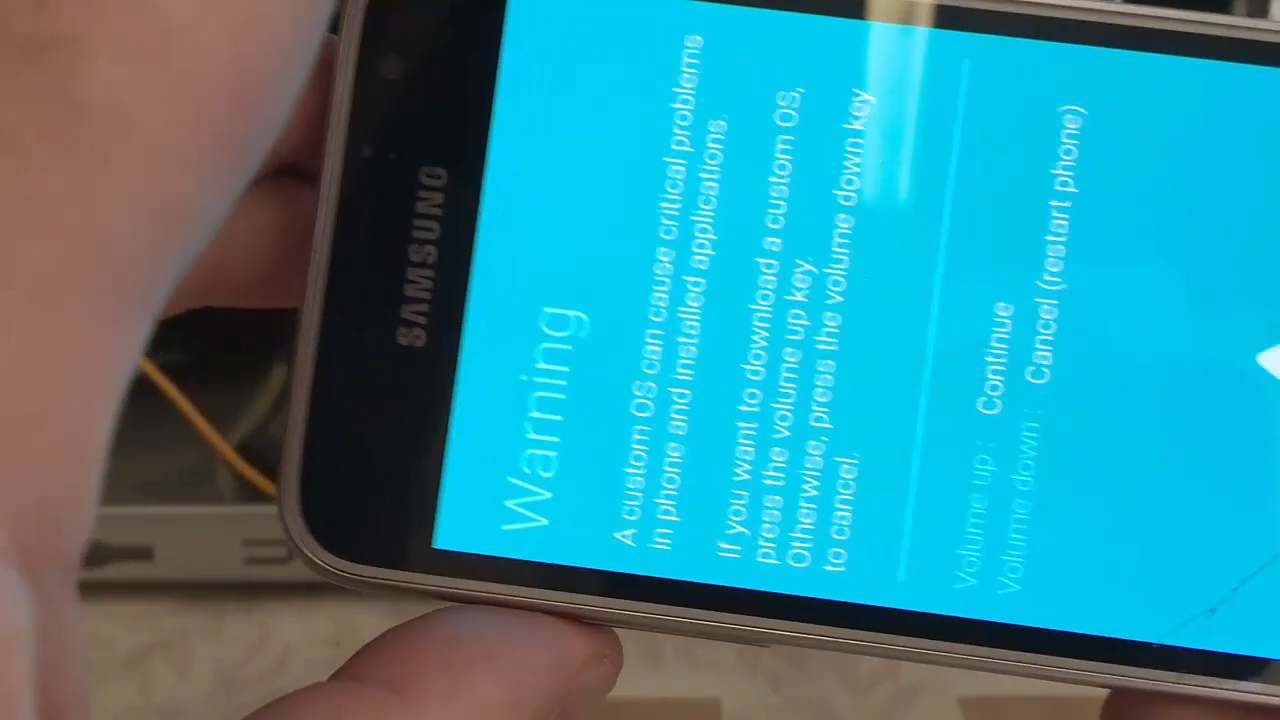 SAMSUNG
Warning
A custom OS can cause critical problems
in phone and installed applications.
If you want to download a custom OS,
press the volume up key.
Otherwise, press the volume down key
to cancel.
Volume up : Continue
Volume down : Cancel (restart phone)